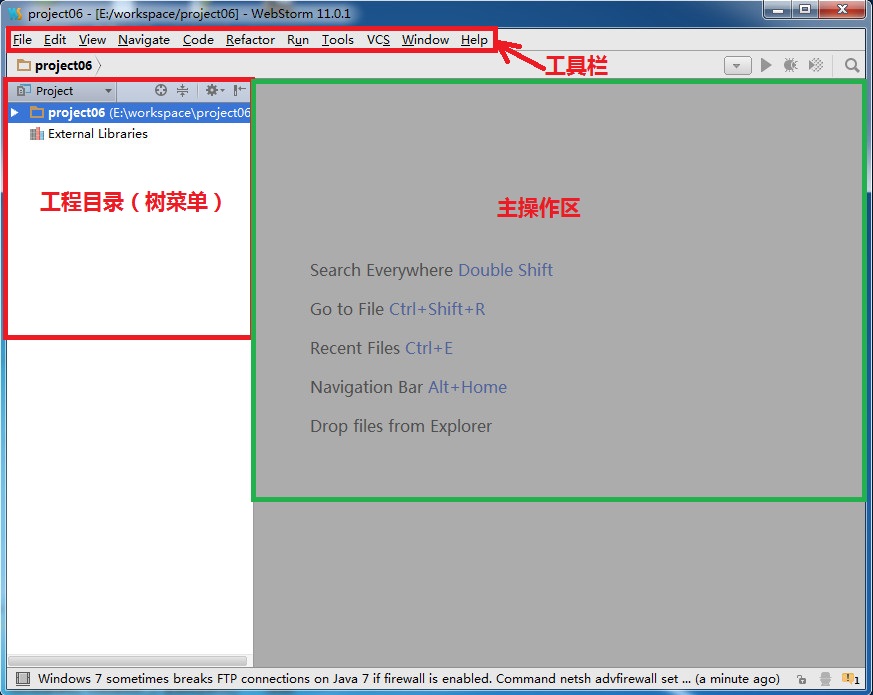 project06 - [E:/workspace/project06] - WebStorm 11.0.1
File Edit View Navigate Code Refactor Run Tools VCS Window Help
工具栏
project06
Project
project06 (E:\workspace\project06
External Libraries
工程目录（树菜单）
主操作区
Search Everywhere Double Shift
Go to File Ctrl+Shift+R
Recent Files Ctrl+E
Navigation Bar Alt+Home
Drop files from Explorer
Windows 7 sometimes breaks FTP connections on Java 7 if firewall is enabled. Command netsh advfirewall set ... (a minute ago)
1